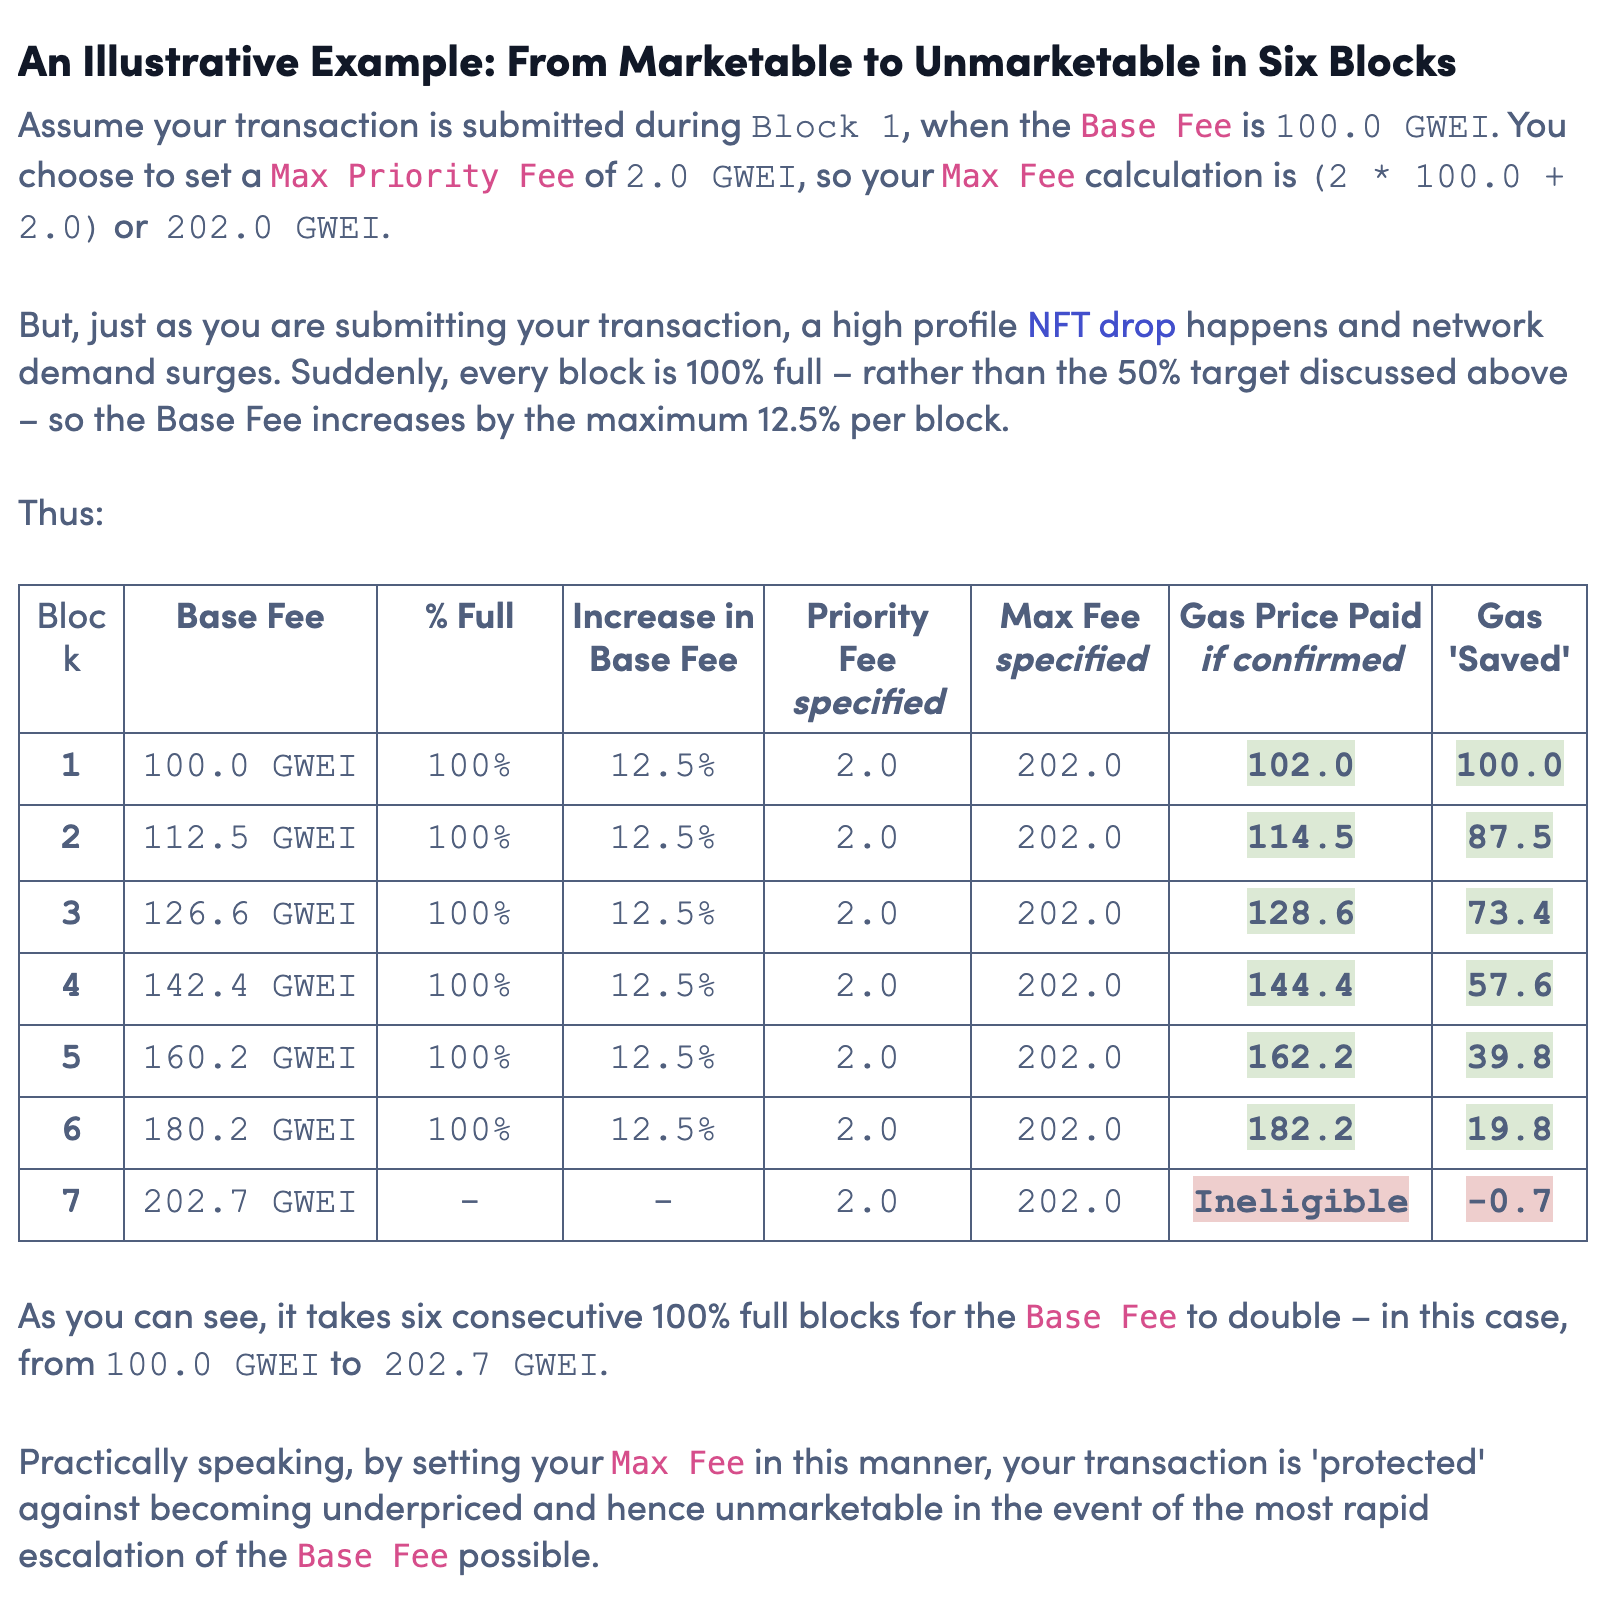 An Illustrative Example: From Marketable to Unmarketable in Six Blocks
Assume your transaction is submitted during Block 1, when the Base Fee is 100.0 GWEI. You
choose to set a Max Priority Fee of 2.0 GWEI, so your Max Fee calculation is (2 * 100.0 +
2.0) or 202.0 GWEI.
But, just as you are submitting your transaction, a high profile NFT drop happens and network
demand surges. Suddenly, every block is 100% full – rather than the 50% target discussed above
– so the Base Fee increases by the maximum 12.5% per block.
Thus:
Bloc k Base Fee % Full Increase in Base Fee Priority Fee specified Max Fee specified Gas Price Paid if confirmed Gas 'Saved'
1 100.0 GWEI 100% 12.5% 2.0 202.0 102.0 100.0
2 112.5 GWEI 100% 12.5% 2.0 202.0 114.5 87.5
3 126.6 GWEI 100% 12.5% 2.0 202.0 128.6 73.4
4 142.4 GWEI 100% 12.5% 2.0 202.0 144.4 57.6
5 160.2 GWEI 100% 12.5% 2.0 202.0 162.2 39.8
6 180.2 GWEI 100% 12.5% 2.0 202.0 182.2 19.8
7 202.7 GWEI – – 2.0 202.0 Ineligible -0.7
As you can see, it takes six consecutive 100% full blocks for the Base Fee to double – in this case,
from 100.0 GWEI to 202.7 GWEI.
Practically speaking, by setting your Max Fee in this manner, your transaction is 'protected'
against becoming underpriced and hence unmarketable in the event of the most rapid
escalation of the Base Fee possible.